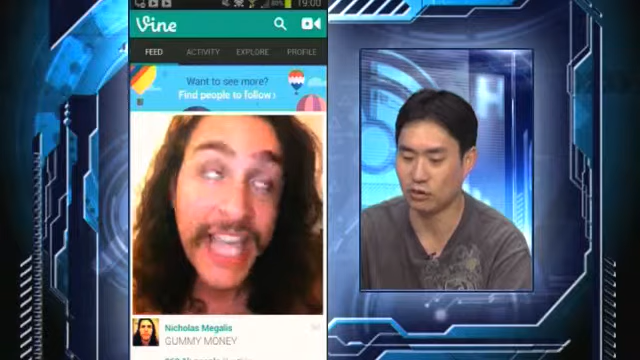 19:00
Vine
FEED ACTIVITY EXPLORE PROFILE
Want to see more?
Find people to follow ›
Nicholas Megalis
GUMMY MONEY